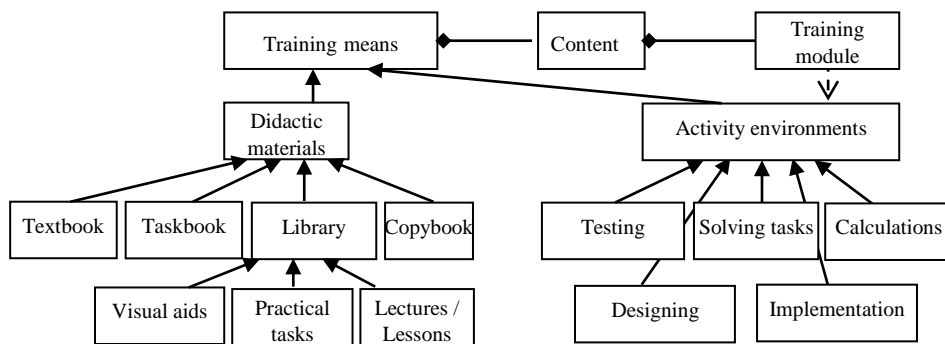 Training means
Content
Training
module
Didactic
materials
Activity environments
Textbook
Taskbook
Library
Copybook
Testing
Solving tasks
Calculations
Visual aids
Practical
tasks
Lectures /
Lessons
Designing
Implementation